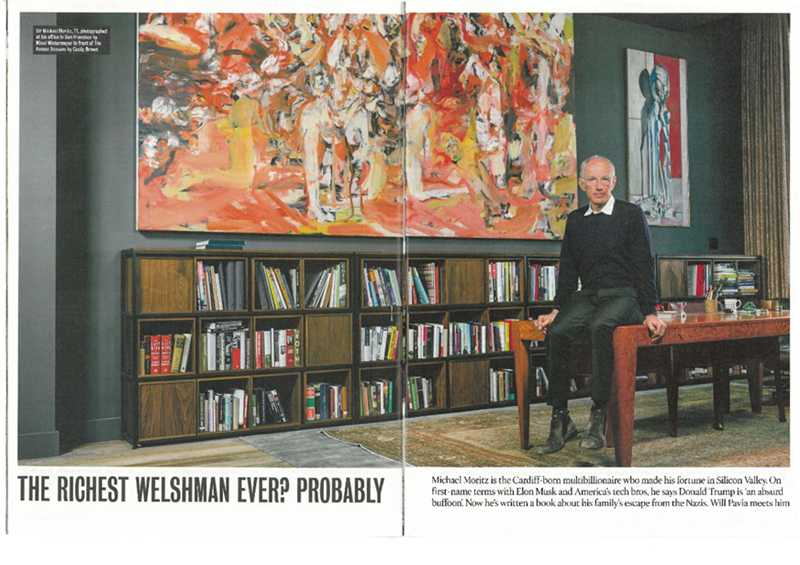 Sir Michael Moritz, 71, photographed
at his office in San Francisco by
Winni Wintermeyer in front of The
Human Seasons by Cecily Brown
ROTH
THE RICHEST WELSHMAN EVER? PROBABLY
Michael Moritz is the Cardiff-born multibillionaire who made his fortune in Silicon Valley. On
first-name terms with Elon Musk and America's tech bros, he says Donald Trump is 'an absurd
buffoon'. Now he's written a book about his family's escape from the Nazis. Will Pavia meets him